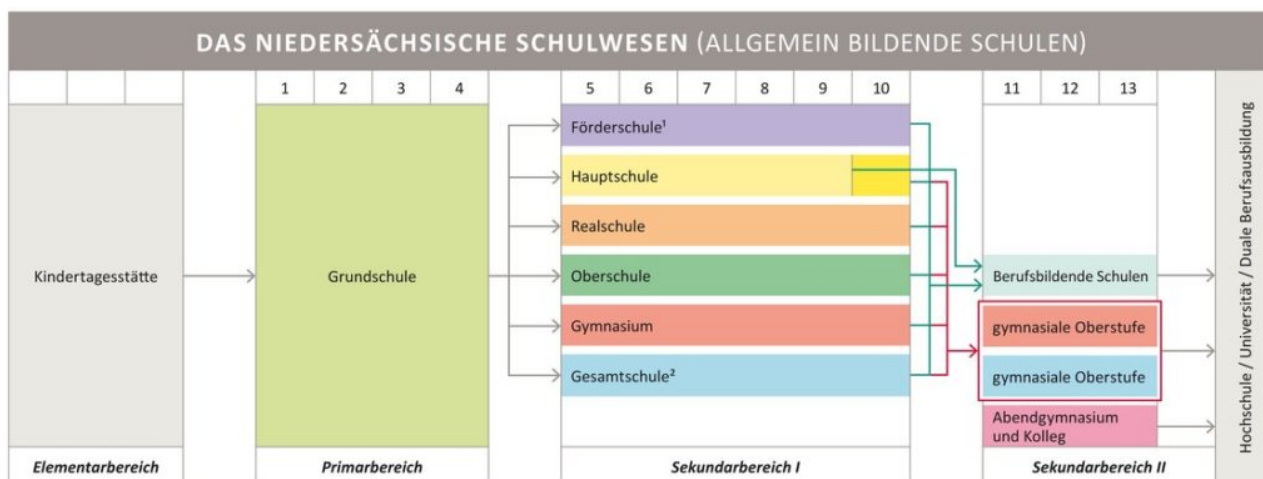 DAS NIEDERSÄCHSISCHE SCHULWESEN (ALLGEMEIN BILDENDE SCHULEN)
1 2 3 4 5 6 7 8 9 10 11 12 13
Kindertagesstätte
Grundschule
Förderschule¹
Hauptschule
Realschule
Oberschule
Gymnasium
Gesamtschule²
Berufsbildende Schulen
gymnasiale Oberstufe
gymnasiale Oberstufe
Abendgymnasium
und Kolleg
Hochschule / Universität / Duale Berufsausbildung
Elementarbereich
Primarbereich
Sekundarbereich I
Sekundarbereich II